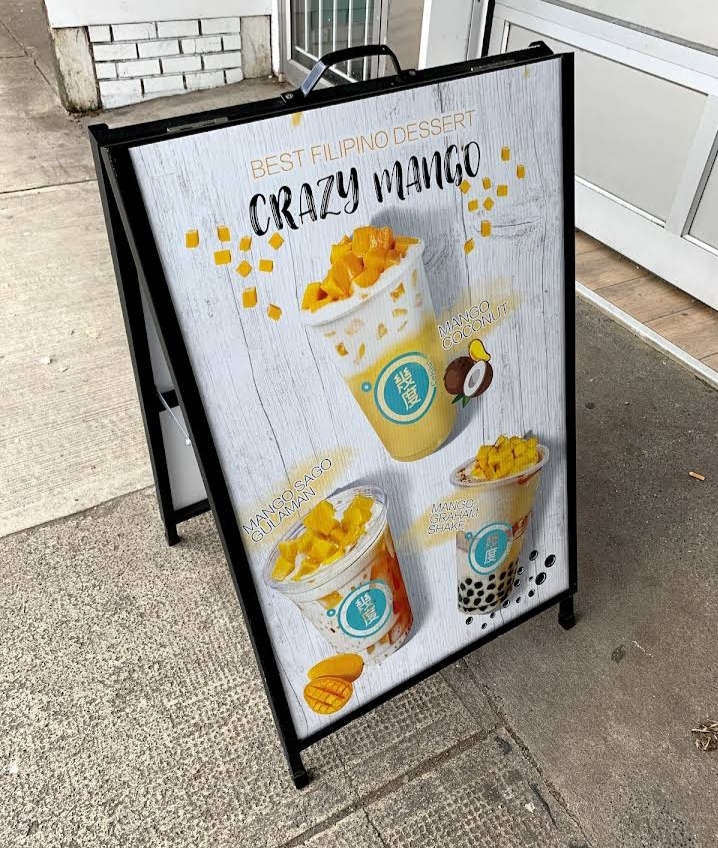 BEST FILIPINO DESSERT
CRAZY MANGO
MANGO
COCONUT
MANGO SAGO
GULAMAN
MANGO
GRAHAM
SHAKE